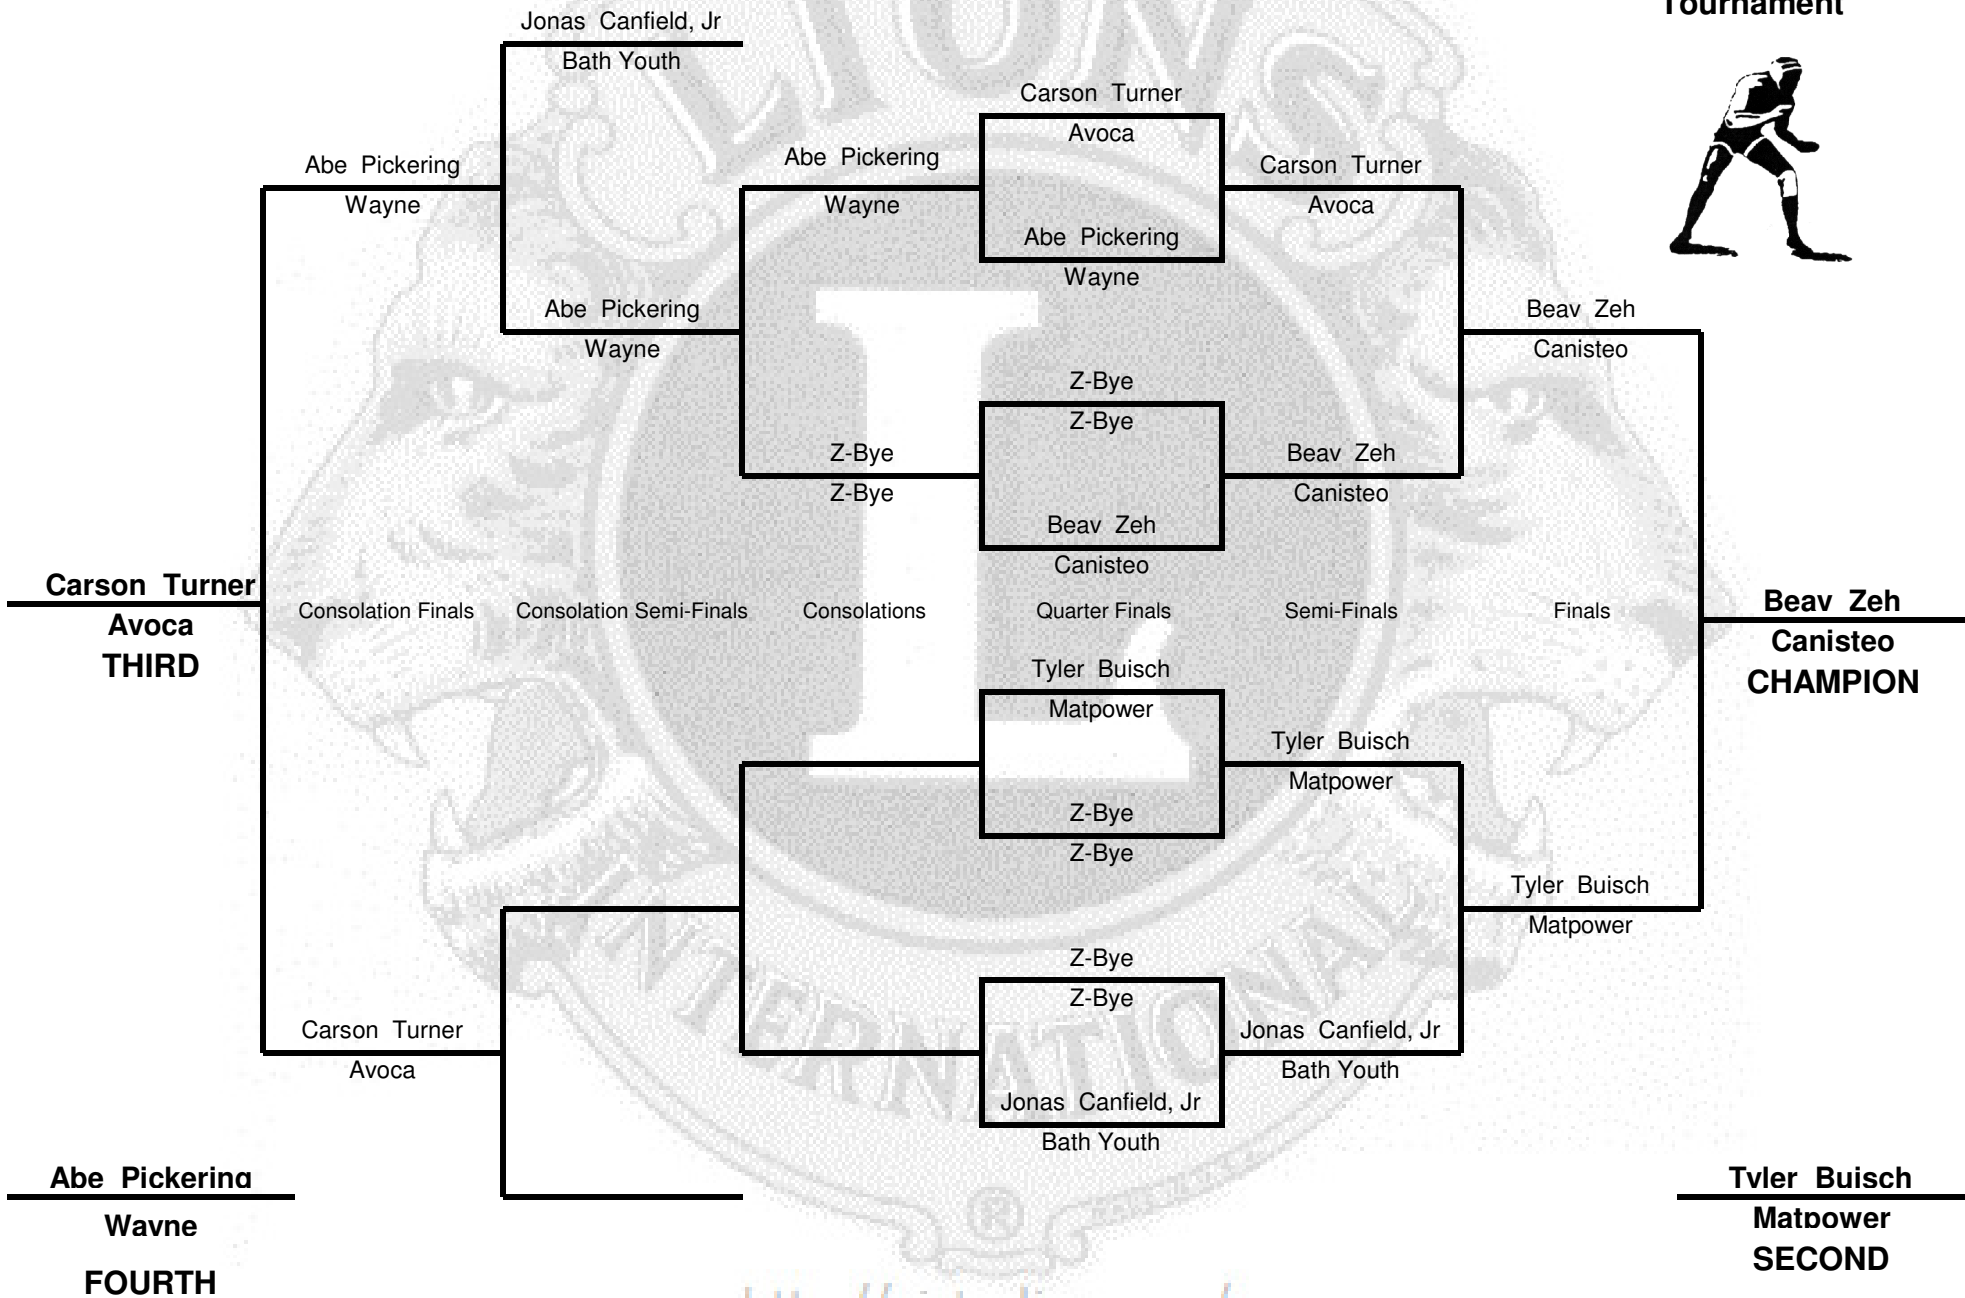 Tournament
Jonas Canfield, Jr
Bath Youth
Carson Turner
Avoca
Abe Pickering
Wayne
Abe Pickering
Wayne
Carson Turner
Avoca
Abe Pickering
Wayne
Abe Pickering
Wayne
Beav Zeh
Canisteo
Z-Bye
Z-Bye
Z-Bye
Z-Bye
Beav Zeh
Canisteo
Beav Zeh
Canisteo
Carson Turner
Avoca
THIRD
Consolation Finals
Consolation Semi-Finals
Consolations
Quarter Finals
Semi-Finals
Finals
Beav Zeh
Canisteo
CHAMPION
Tyler Buisch
Matpower
Tyler Buisch
Matpower
Z-Bye
Z-Bye
Tyler Buisch
Matpower
Z-Bye
Z-Bye
Carson Turner
Avoca
Jonas Canfield, Jr
Bath Youth
Jonas Canfield, Jr
Bath Youth
Abe Pickering
Wayne
FOURTH
Tyler Buisch
Matpower
SECOND
LIONS
L
INTERNATIONAL
®